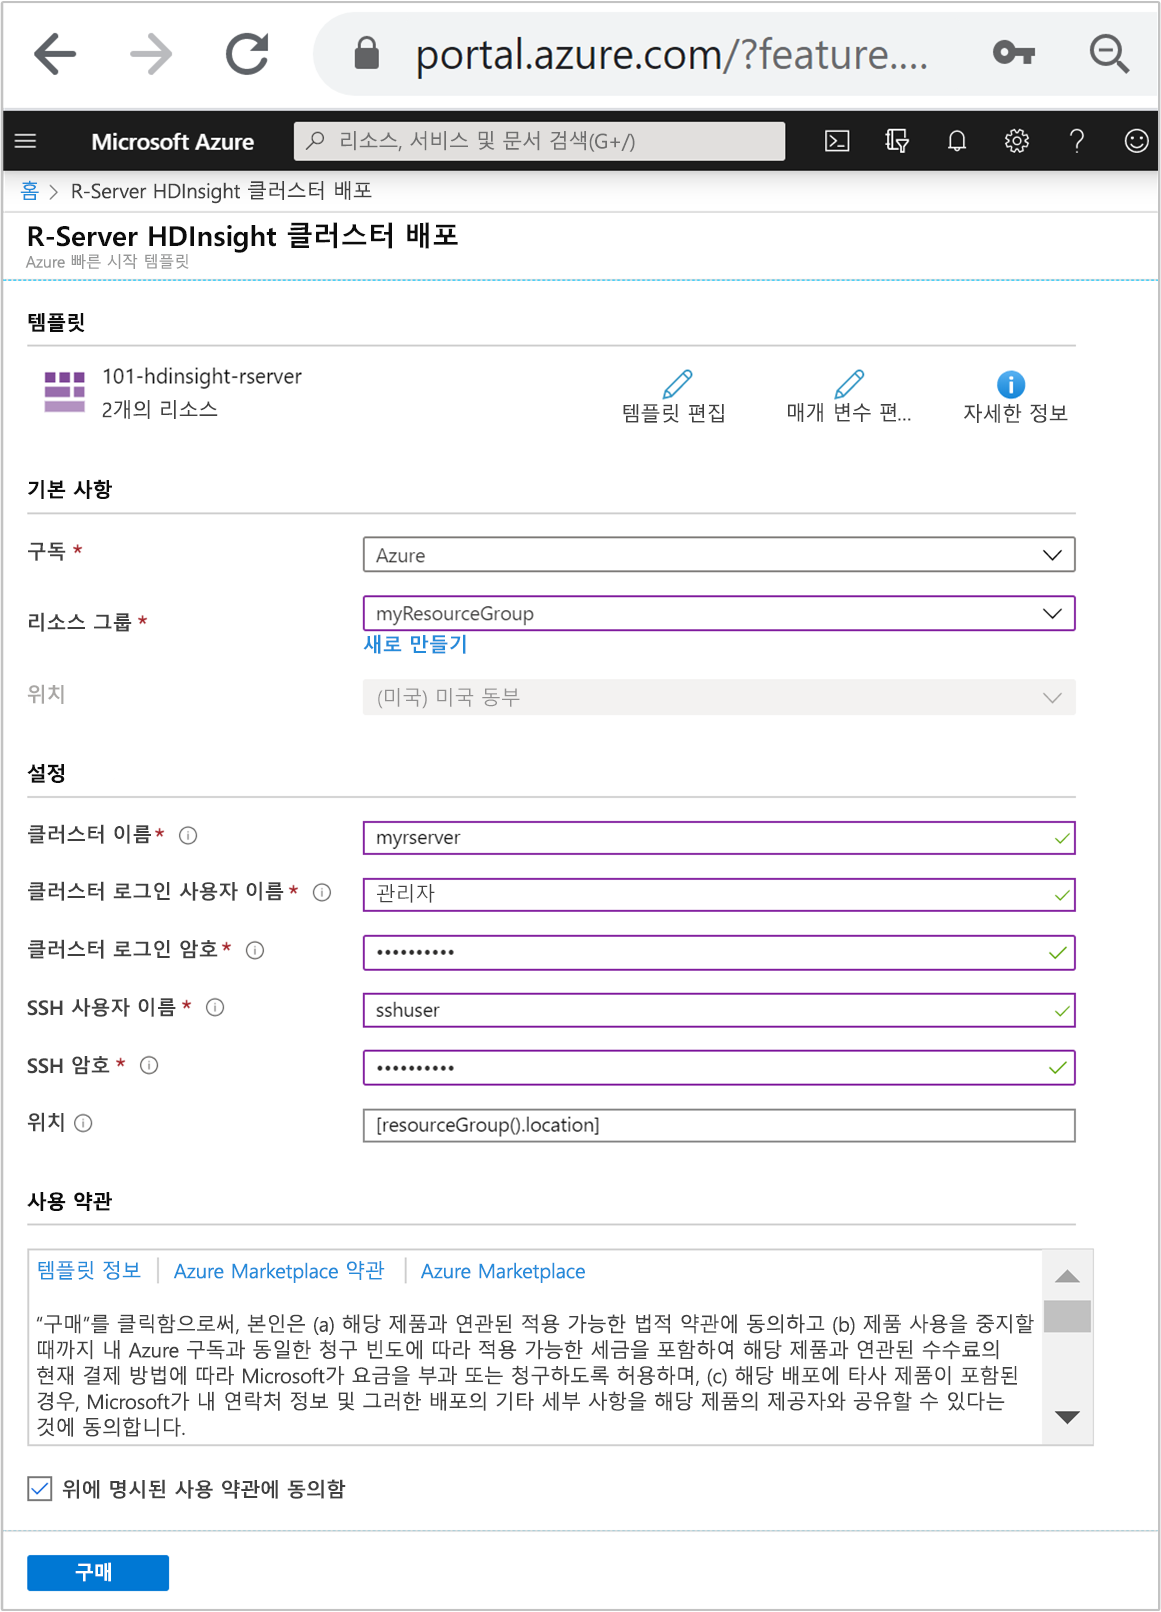 portal.azure.com/?feature....
Microsoft Azure
리소스, 서비스 및 문서 검색(G+/)
홈 > R-Server HDInsight 클러스터 배포
R-Server HDInsight 클러스터 배포
Azure 빠른 시작 템플릿
템플릿
101-hdinsight-rserver
2개의 리소스
템플릿 편집
매개 변수 편...
자세한 정보
기본 사항
구독 *
Azure
리소스 그룹 *
myResourceGroup
새로 만들기
위치
(미국) 미국 동부
설정
클러스터 이름*
myrserver
클러스터 로그인 사용자 이름*
관리자
클러스터 로그인 암호*
••••••••••
SSH 사용자 이름 *
sshuser
SSH 암호 *
••••••••••
위치
[resourceGroup().location]
사용 약관
템플릿 정보 | Azure Marketplace 약관 | Azure Marketplace
“구매”를 클릭함으로써, 본인은 (a) 해당 제품과 연관된 적용 가능한 법적 약관에 동의하고 (b) 제품 사용을 중지할
때까지 내 Azure 구독과 동일한 청구 빈도에 따라 적용 가능한 세금을 포함하여 해당 제품과 연관된 수수료의
현재 결제 방법에 따라 Microsoft가 요금을 부과 또는 청구하도록 허용하며, (c) 해당 배포에 타사 제품이 포함된
경우, Microsoft가 내 연락처 정보 및 그러한 배포의 기타 세부 사항을 해당 제품의 제공자와 공유할 수 있다는
것에 동의합니다.
위에 명시된 사용 약관에 동의함
구매